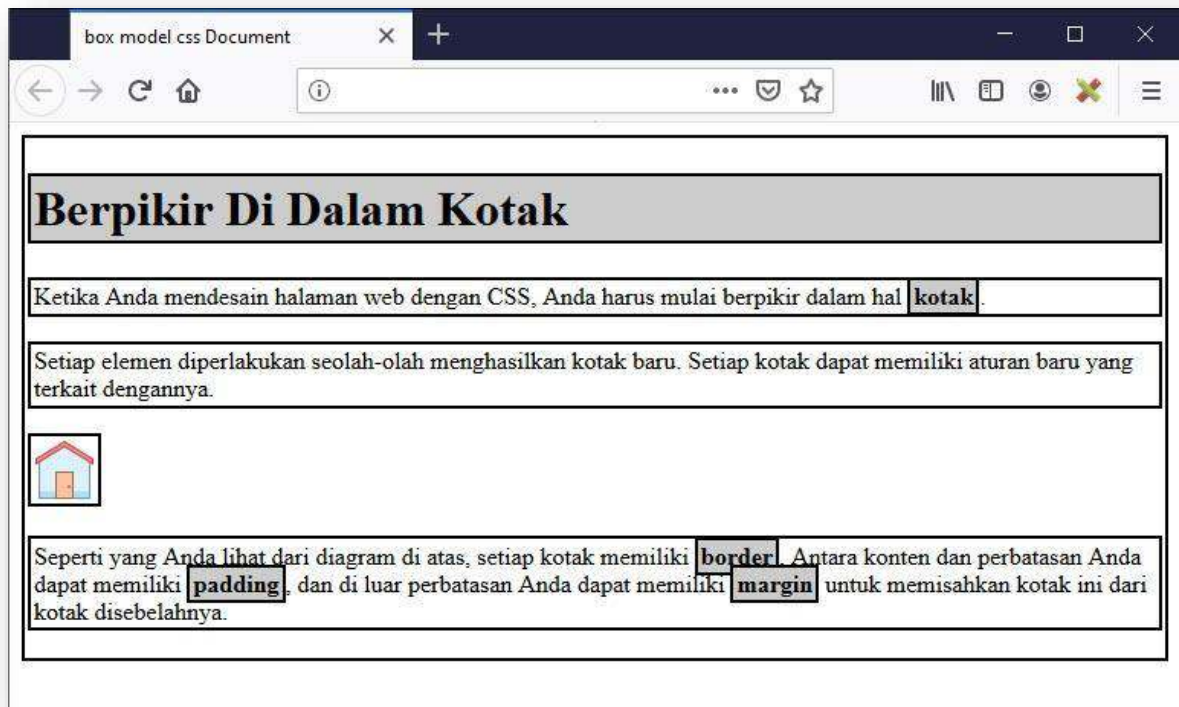 box model css Document
Berpikir Di Dalam Kotak
Ketika Anda mendesain halaman web dengan CSS, Anda harus mulai berpikir dalam hal kotak.
Setiap elemen diperlakukan seolah-olah menghasilkan kotak baru. Setiap kotak dapat memiliki aturan baru yang
terkait dengannya.
Seperti yang Anda lihat dari diagram di atas, setiap kotak memiliki border. Antara konten dan perbatasan Anda
dapat memiliki padding, dan di luar perbatasan Anda dapat memiliki margin untuk memisahkan kotak ini dari
kotak disebelahnya.